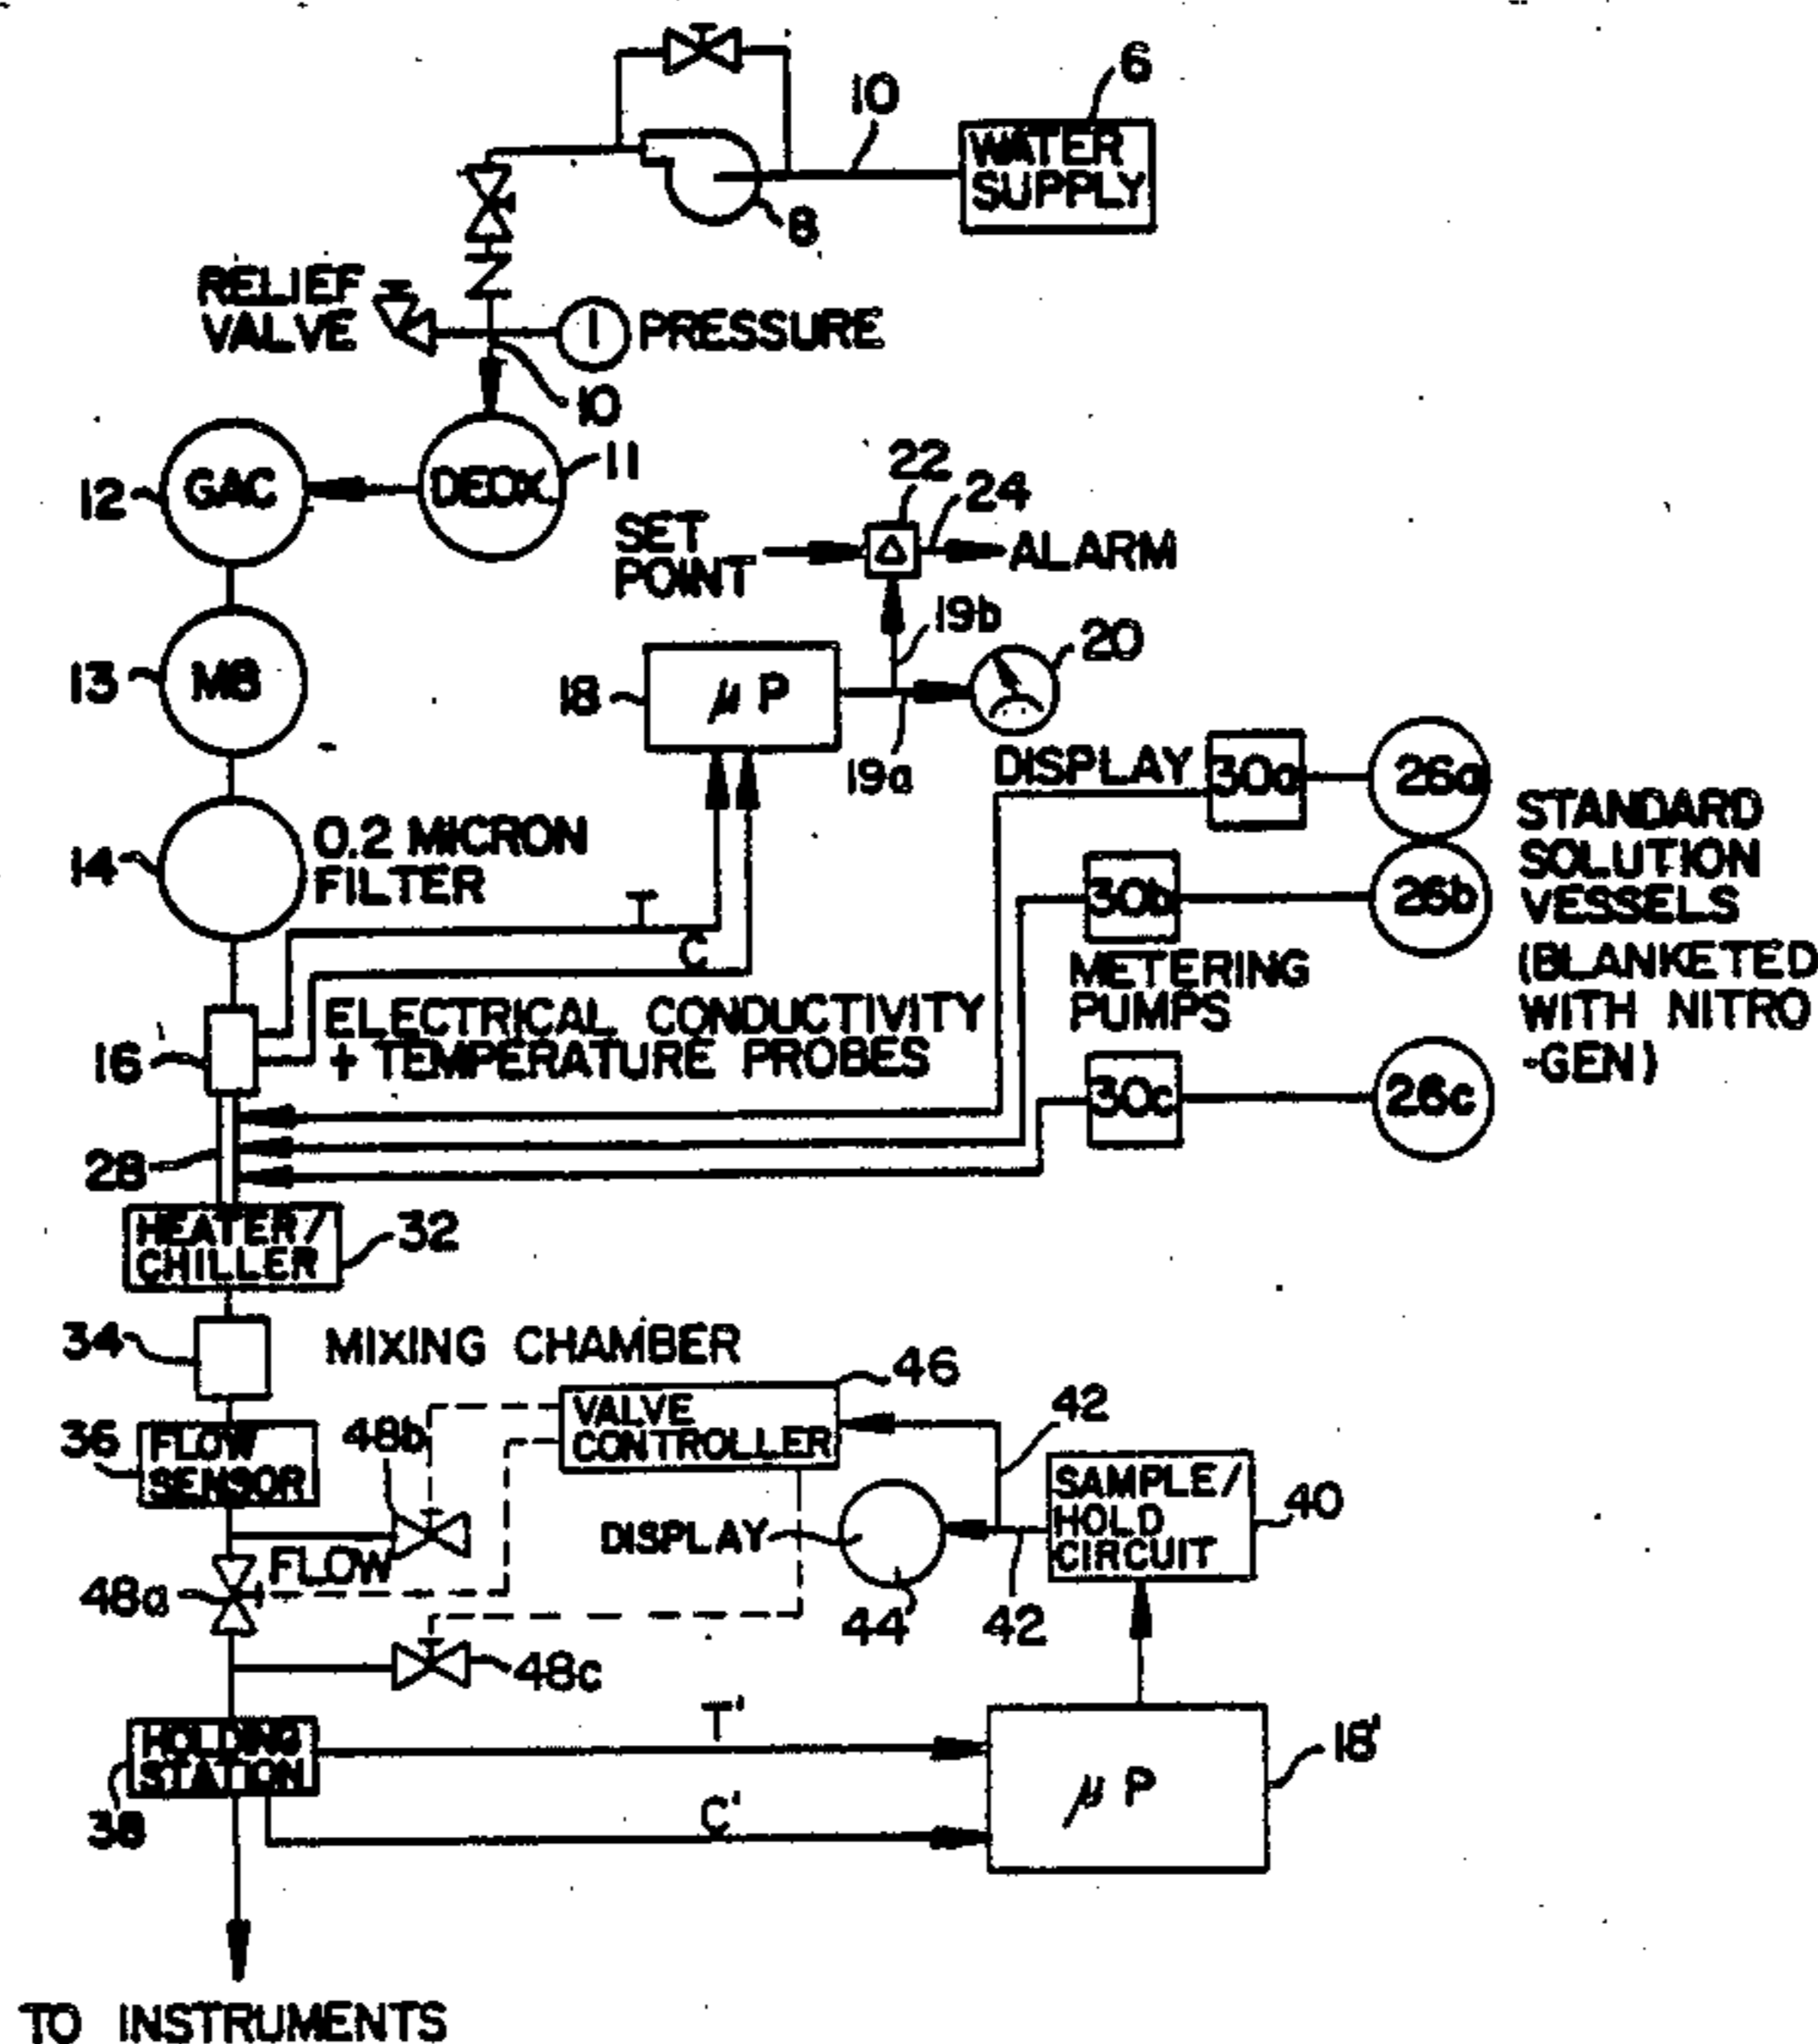 6
10
WATER
SUPPLY
8
RELIEF
VALVE
1
PRESSURE
10
11
DEOX.
GAC
12
22
24
SET
POINT
ALARM
19b
20
13
MB
18
μP
19a
DISPLAY
30a
26a
STANDARD
SOLUTION
VESSELS
(BLANKETED
WITH NITRO
-GEN)
14
0.2 MICRON
FILTER
30b
26b
T
C
METERING
PUMPS
ELECTRICAL CONDUCTIVITY
+ TEMPERATURE PROBES
16
30c
26c
28
HEATER/
CHILLER
32
34
MIXING CHAMBER
46
42
36
FLOW
SENSOR
48b
VALVE
CONTROLLER
SAMPLE/
HOLD
CIRCUIT
40
DISPLAY
FLOW
48a
44
42
48c
T'
HOLDING
STATION
18'
μP
38
C'
TO INSTRUMENTS